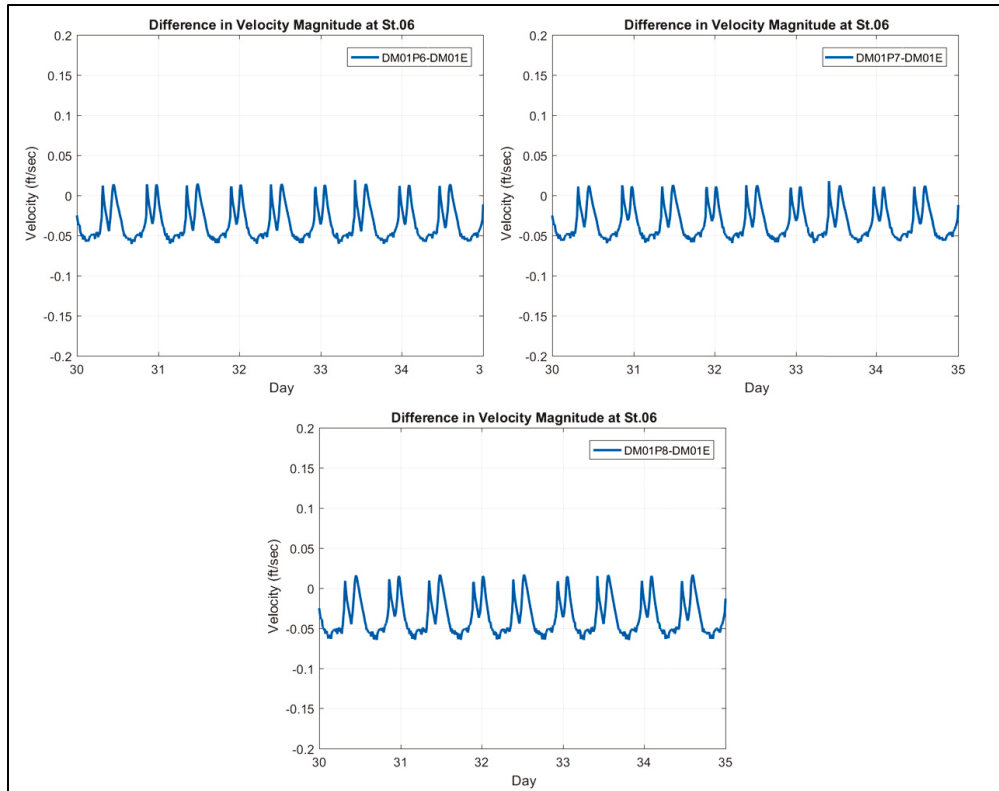 Difference in Velocity Magnitude at St.06
DM01P6-DM01E
Velocity (ft/sec)
0.2
0.15
0.1
0.05
0
-0.05
-0.1
-0.15
-0.2
30 31 32 33 34 3
Day
Difference in Velocity Magnitude at St.06
DM01P7-DM01E
Velocity (ft/sec)
0.2
0.15
0.1
0.05
0
-0.05
-0.1
-0.15
-0.2
30 31 32 33 34 35
Day
Difference in Velocity Magnitude at St.06
DM01P8-DM01E
Velocity (ft/sec)
0.2
0.15
0.1
0.05
0
-0.05
-0.1
-0.15
-0.2
30 31 32 33 34 35
Day